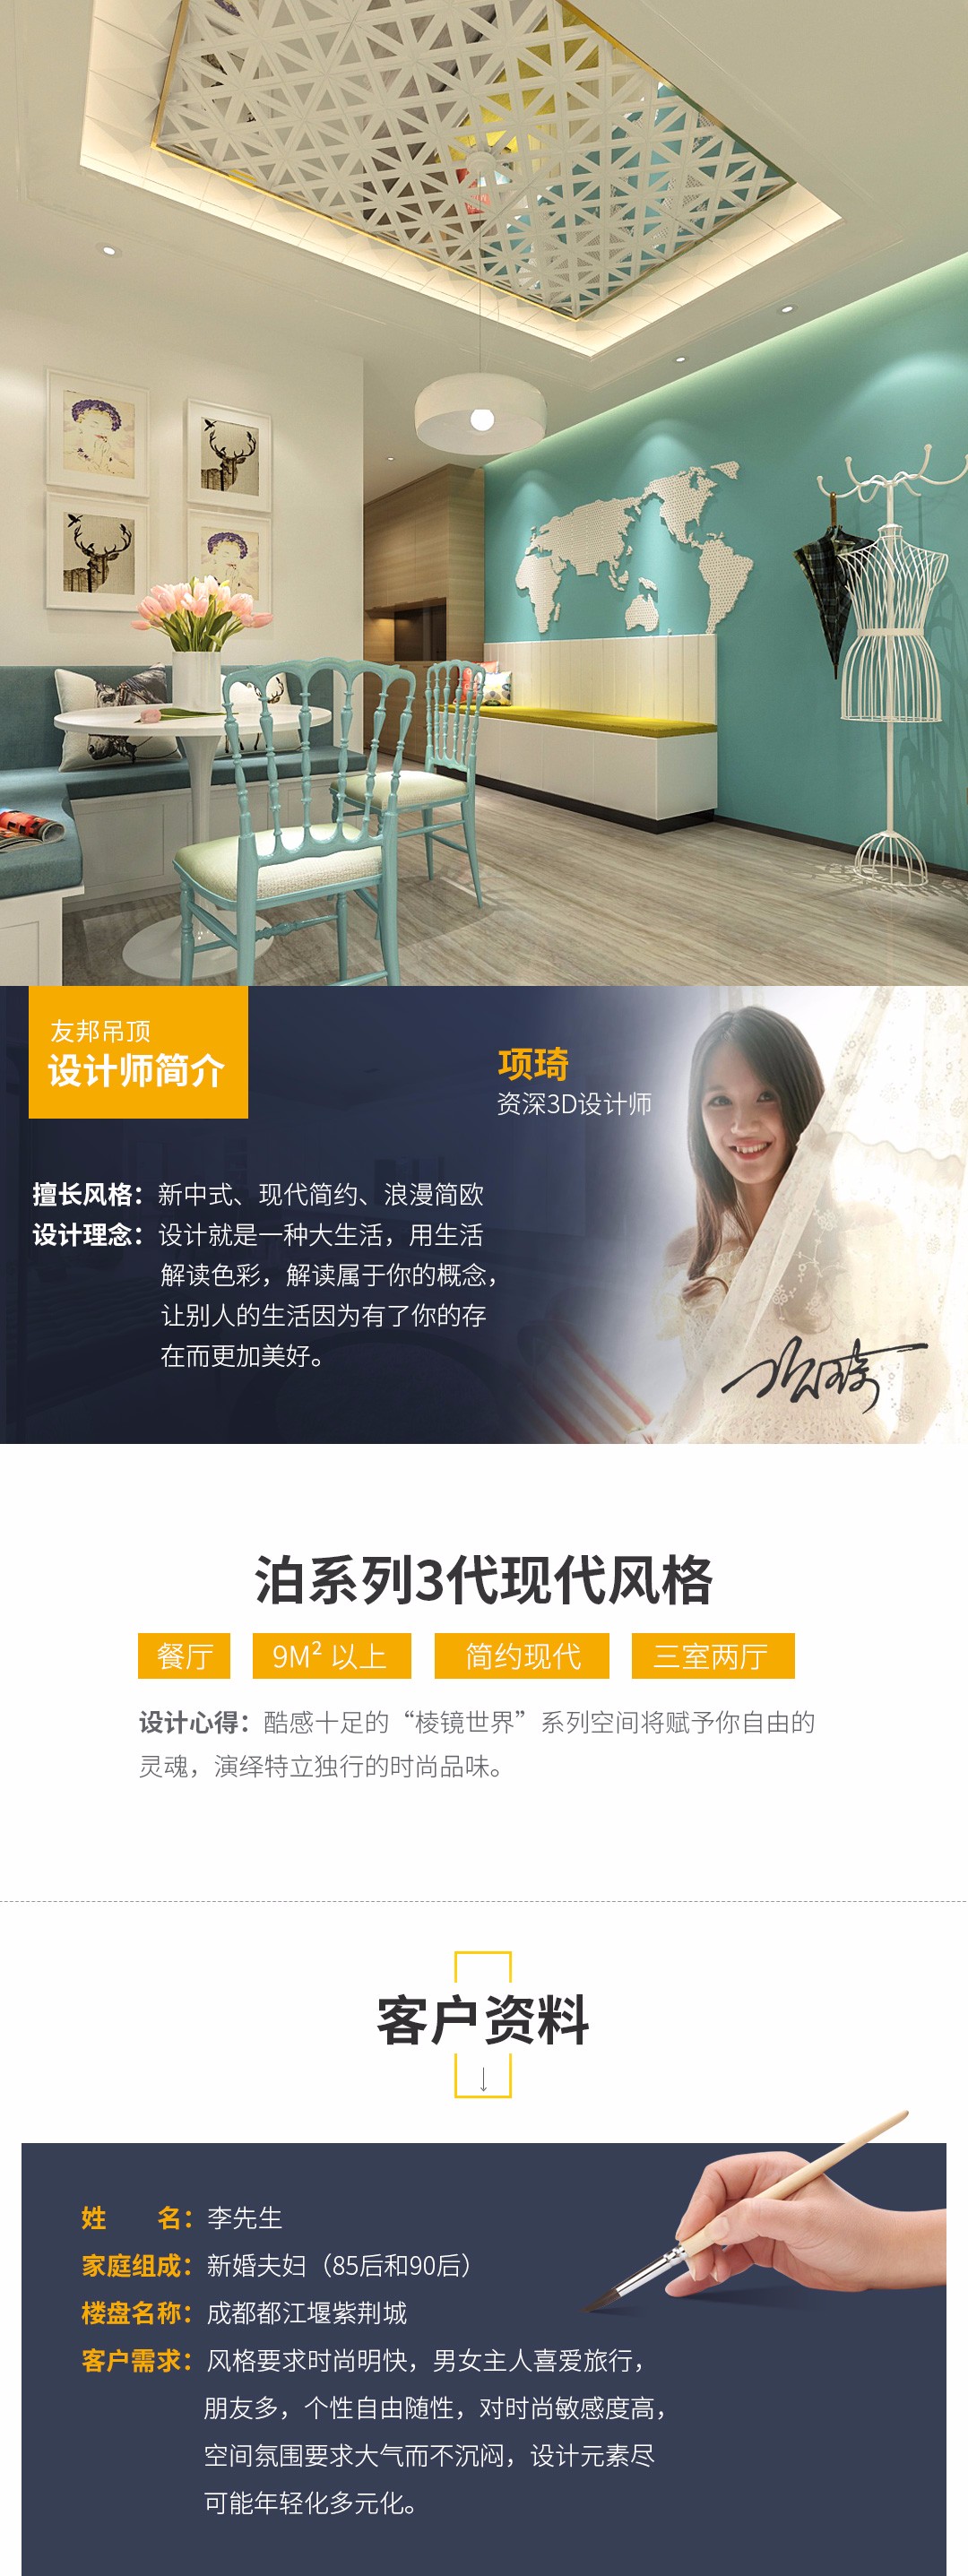 友邦吊顶
设计师简介
项琦
资深3D设计师
擅长风格：新中式、现代简约、浪漫简欧
设计理念：设计就是一种大生活，用生活
解读色彩，解读属于你的概念，
让别人的生活因为有了你的存
在而更加美好。
项琦
泊系列3代现代风格
餐厅 9M² 以上 简约现代 三室两厅
设计心得：酷感十足的“棱镜世界”系列空间将赋予你自由的
灵魂，演绎特立独行的时尚品味。
客户资料
姓 名：李先生
家庭组成：新婚夫妇（85后和90后）
楼盘名称：成都都江堰紫荆城
客户需求：风格要求时尚明快，男女主人喜爱旅行，
朋友多，个性自由随性，对时尚敏感度高，
空间氛围要求大气而不沉闷，设计元素尽
可能年轻化多元化。